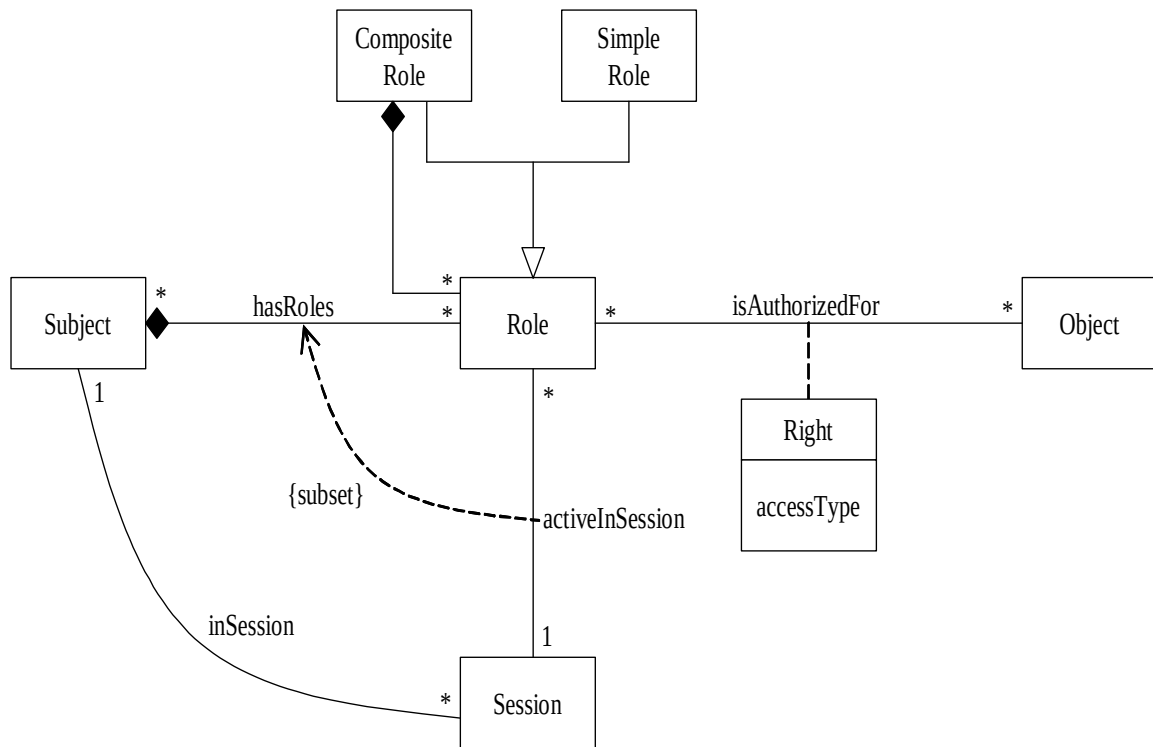 Composite
Role
Simple
Role
*
*
hasRoles
*
*
isAuthorizedFor
*
Subject
Role
Object
1
*
Right
{subset}
activeInSession
accessType
inSession
1
*
Session